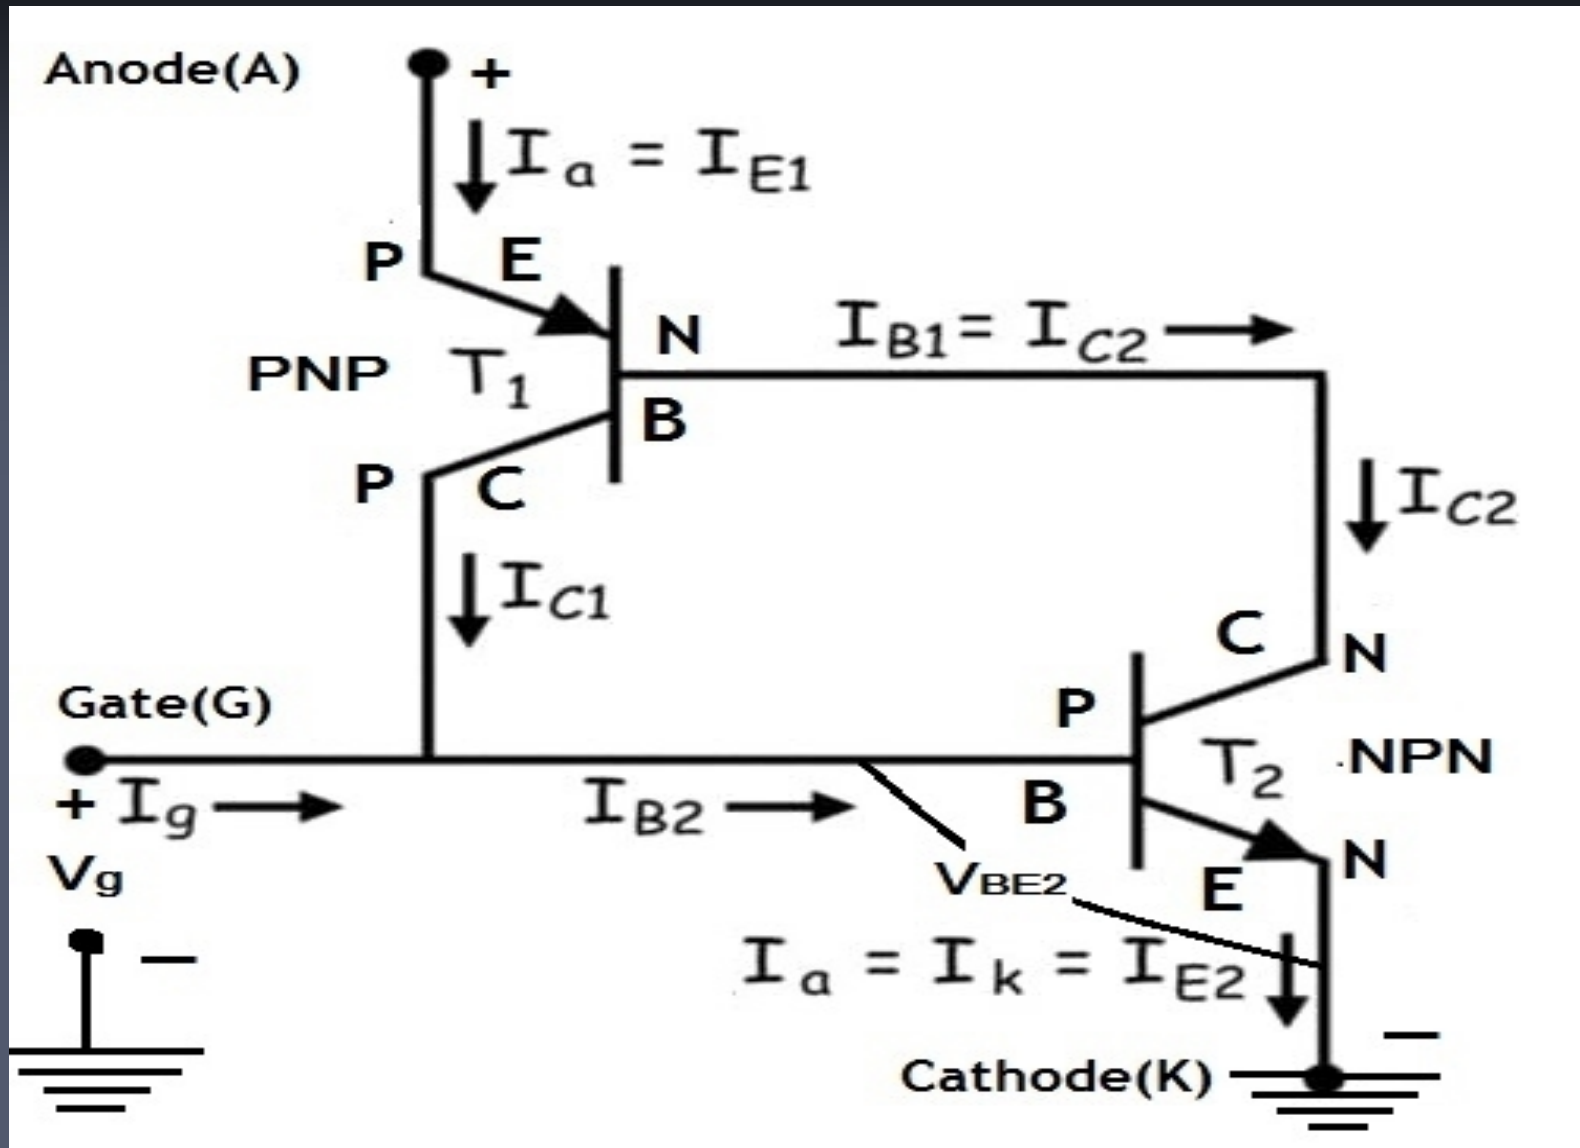 Anode(A)
+
Ia = IE1
P
E
N
IB1= IC2
PNP
T1
B
P
C
IC2
IC1
C
N
Gate(G)
P
T2
NPN
+
Ig
IB2
B
Vg
VBE2
E
N
—
Ia = Ik = IE2
—
Cathode(K)